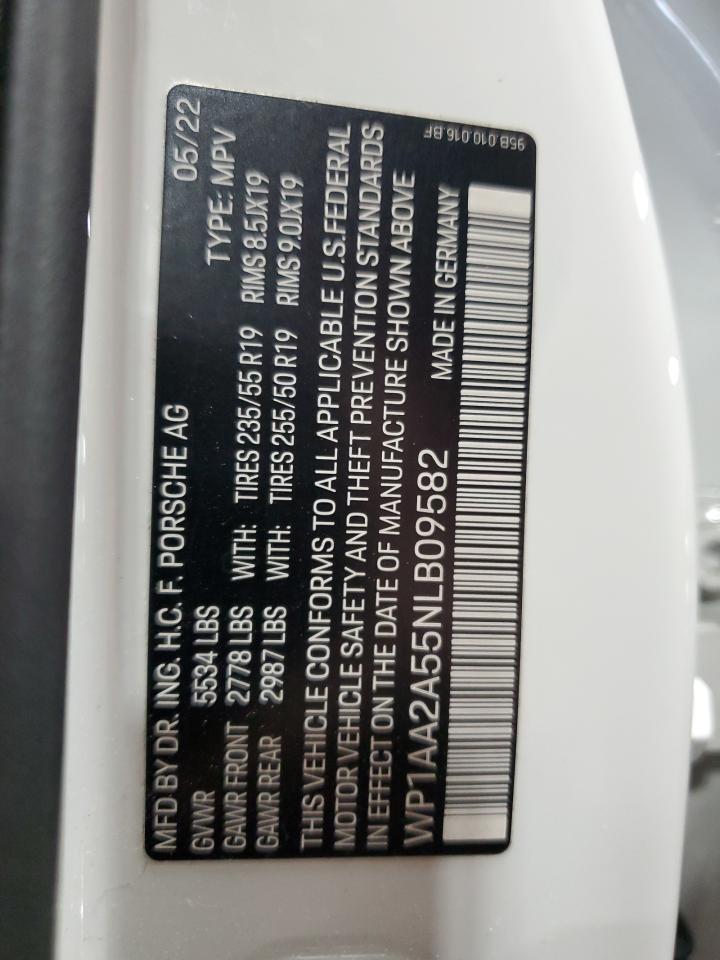 MFD BY DR. ING. H.C. F. PORSCHE AG 05/22
GVWR 5534 LBS TYPE: MPV
GAWR FRONT 2778 LBS WITH: TIRES 235/55 R19 RIMS 8.5JX19
GAWR REAR 2987 LBS WITH: TIRES 255/50 R19 RIMS 9.0JX19
THIS VEHICLE CONFORMS TO ALL APPLICABLE U.S. FEDERAL
MOTOR VEHICLE SAFETY AND THEFT PREVENTION STANDARDS
IN EFFECT ON THE DATE OF MANUFACTURE SHOWN ABOVE
WP1AA2A55NLB09582 MADE IN GERMANY
95B.010.016.BF